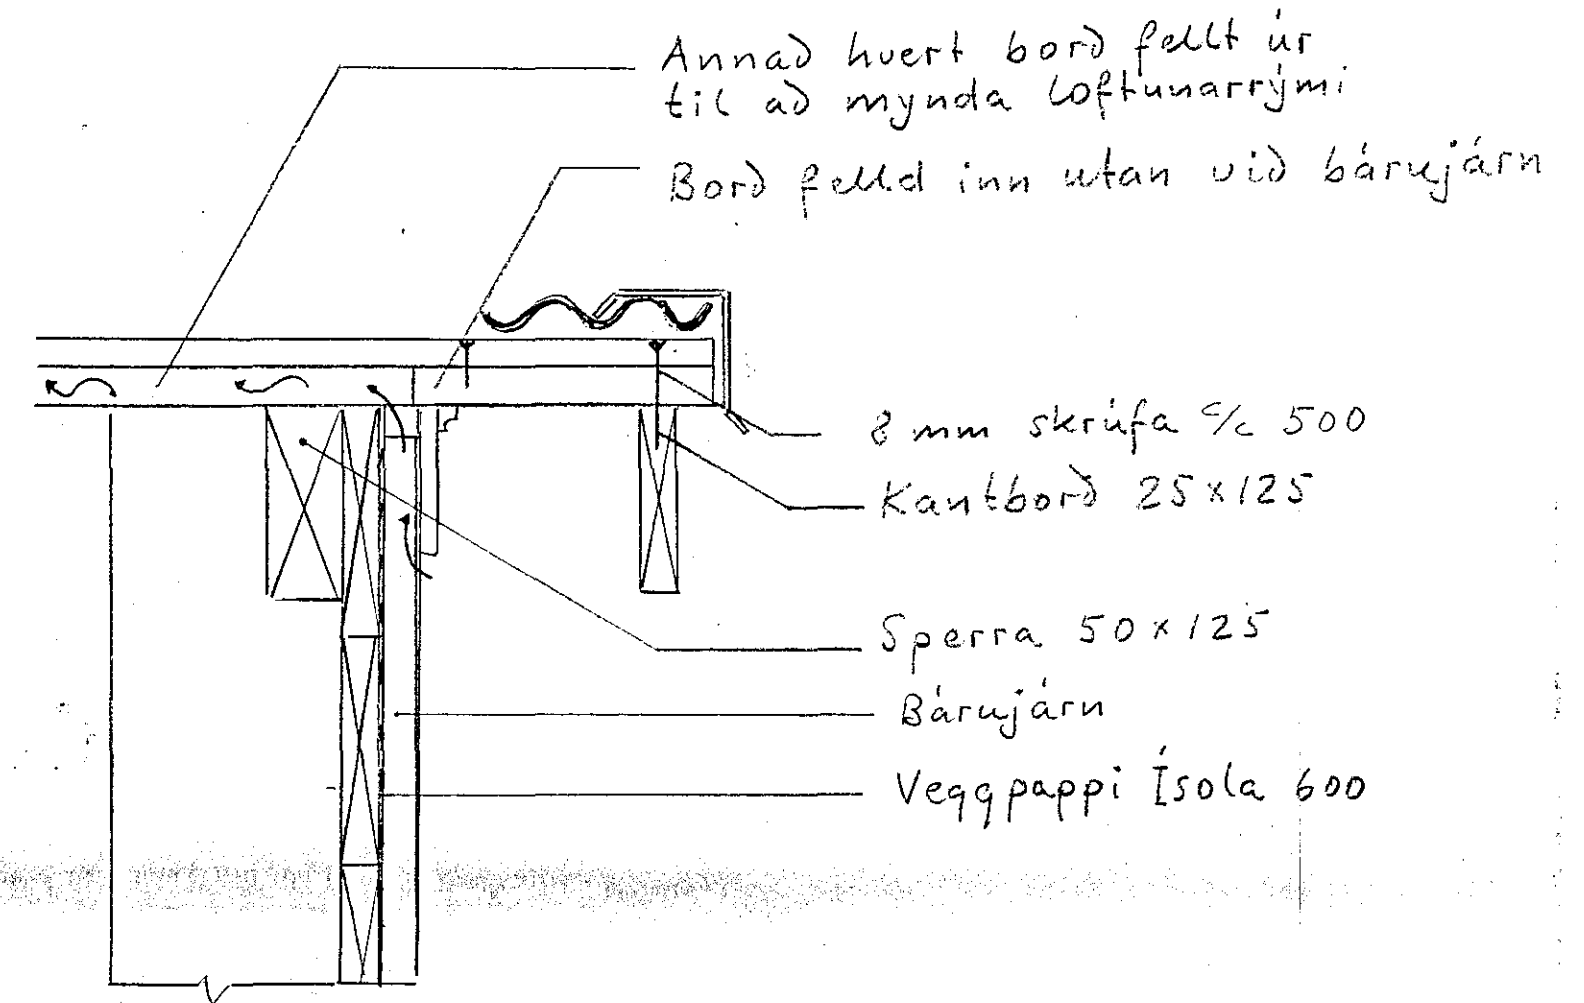 Annað hvert borð fellt úr
til að mynda loftunarrými
Borð felld inn utan við bárujárn
8 mm skrúfa c/c 500
Kantborð 25x125
Sperra 50x125
Bárujárn
Veggpappi Ísola 600